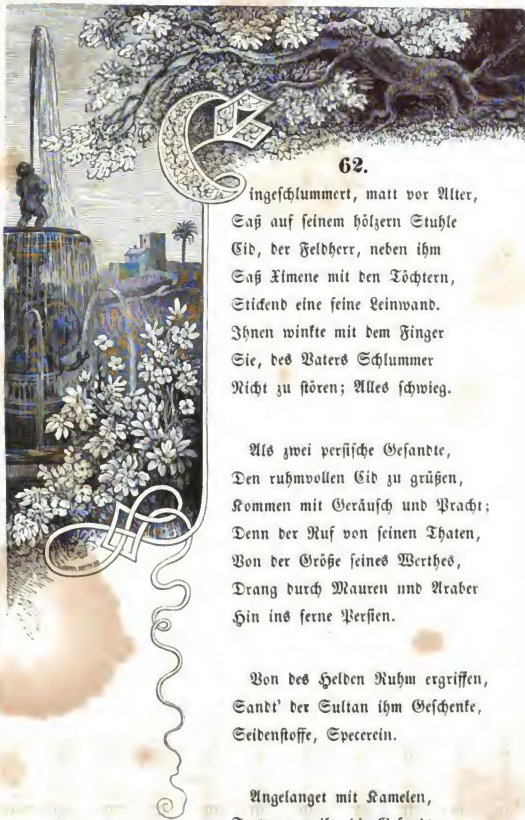 62.
Eingeschlummert, matt vor Alter,
Saß auf seinem hölzern Stuhle
Cid, der Feldherr, neben ihm
Saß Ximene mit den Töchtern,
Stickend eine feine Leinwand.
Ihnen winkte mit dem Finger
Sie, des Vaters Schlummer
Nicht zu stören; Alles schwieg.
Als zwei persische Gesandte,
Den ruhmvollen Cid zu grüßen,
Kommen mit Geräusch und Pracht;
Denn der Ruf von seinen Thaten,
Von der Größe seines Werthes,
Drang durch Mauren nnd Araber
Hin ins ferne Persien.
Von des Helden Ruhm ergriffen,
Sandt' der Sultan ihm Geschenke,
Seidenstoffe, Specerein.
Angelanget mit Kamelen,